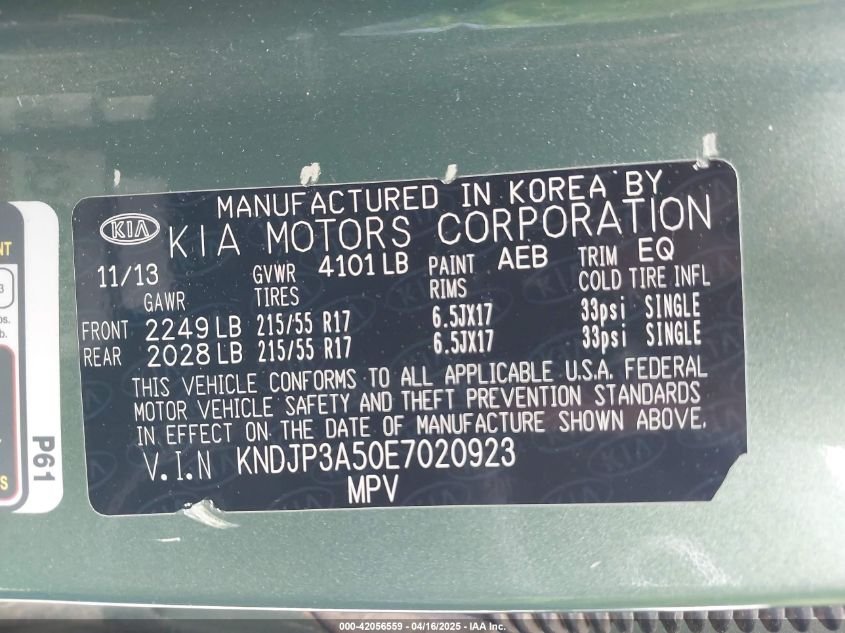 MANUFACTURED IN KOREA BY
KIA KIA MOTORS CORPORATION
11/13 GVWR 4101 LB PAINT AEB TRIM EQ
GAWR TIRES RIMS COLD TIRE INFL
FRONT 2249 LB 215/55 R17 6.5JX17 33psi SINGLE
REAR 2028 LB 215/55 R17 6.5JX17 33psi SINGLE
THIS VEHICLE CONFORMS TO ALL APPLICABLE U.S.A. FEDERAL
MOTOR VEHICLE SAFETY AND THEFT PREVENTION STANDARDS
IN EFFECT ON THE DATE OF MANUFACTURE SHOWN ABOVE.
V.I.N KNDJP3A50E7020923
MPV
P61
000-42056559 - 04/16/2025 - IAA Inc.